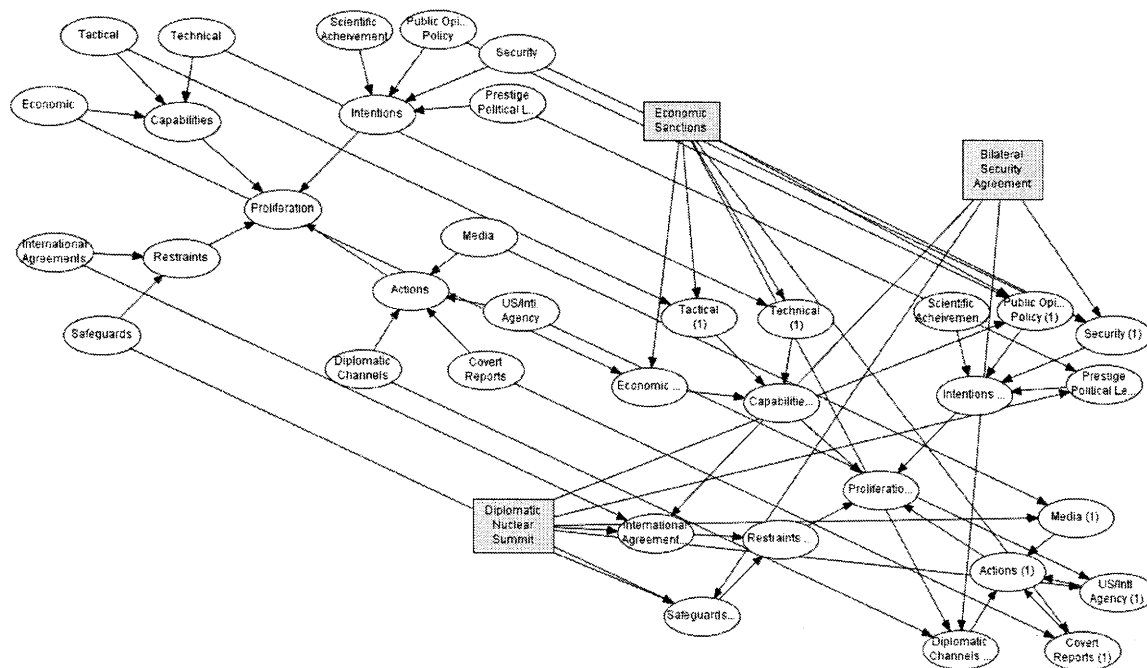 Tactical
Technical
Scientific
Acheivement
Public Opi...
Policy
Security
Economic
Capabilities
Intentions
Prestige
Political L...
Economic
Sanctions
Bilateral
Security
Agreement
Proliferation
International
Agreements
Restraints
Media
Actions
US/Intl.
Agency
Safeguards
Diplomatic
Channels
Covert
Reports
Tactical
(1)
Technical
(1)
Scientific
Acheivemen...
Public Opi...
Policy (1)
Security (1)
Economic ...
Capabilitie...
Intentions ...
Prestige
Political Le...
Proliferatio...
Diplomatic
Nuclear
Summit
International
Agreement...
Restraints ...
Media (1)
Actions (1)
US/Intl
Agency (1)
Safeguards...
Diplomatic
Channels ...
Covert
Reports (1)